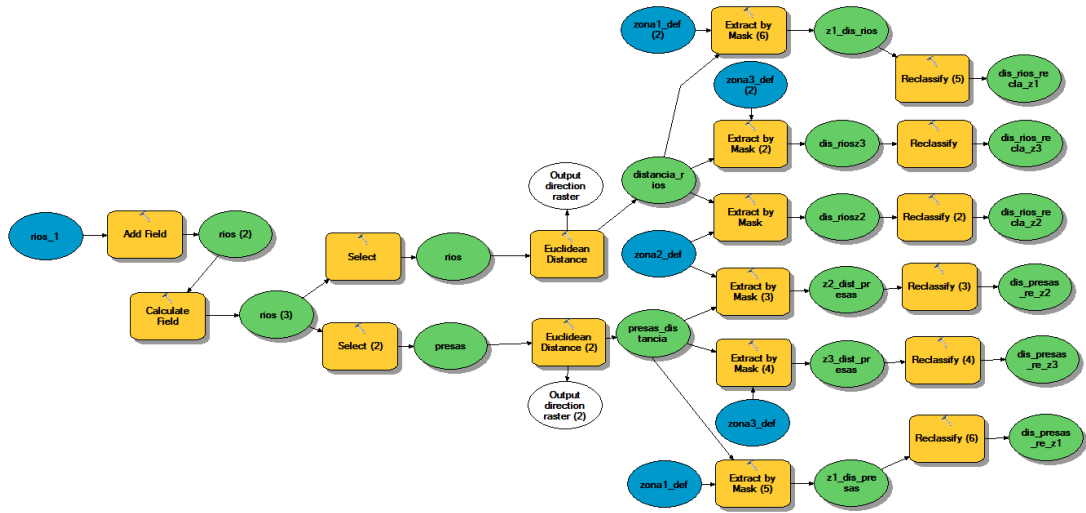 zona1_def
(2)
Extract by
Mask (6)
z1_dis_rios
Reclassify (5)
dis_rios_re
cla_z1
zona3_def
(2)
Extract by
Mask (2)
dis_riosz3
Reclassify
dis_rios_re
cla_z3
Output
direction
raster
distancia_r
ios
Extract by
Mask
dis_riosz2
Reclassify (2)
dis_rios_re
cla_z2
rios_1
Add Field
rios (2)
Select
rios
Euclidean
Distance
zona2_def
Extract by
Mask (3)
z2_dist_pr
esas
Reclassify (3)
dis_presas
_re_z2
Calculate
Field
rios (3)
Select (2)
presas
Euclidean
Distance (2)
presas_dis
tancia
Extract by
Mask (4)
z3_dist_pr
esas
Reclassify (4)
dis_presas
_re_z3
Output
direction
raster (2)
zona3_def
Reclassify (6)
dis_presas
_re_z1
zona1_def
Extract by
Mask (5)
z1_dis_pre
sas